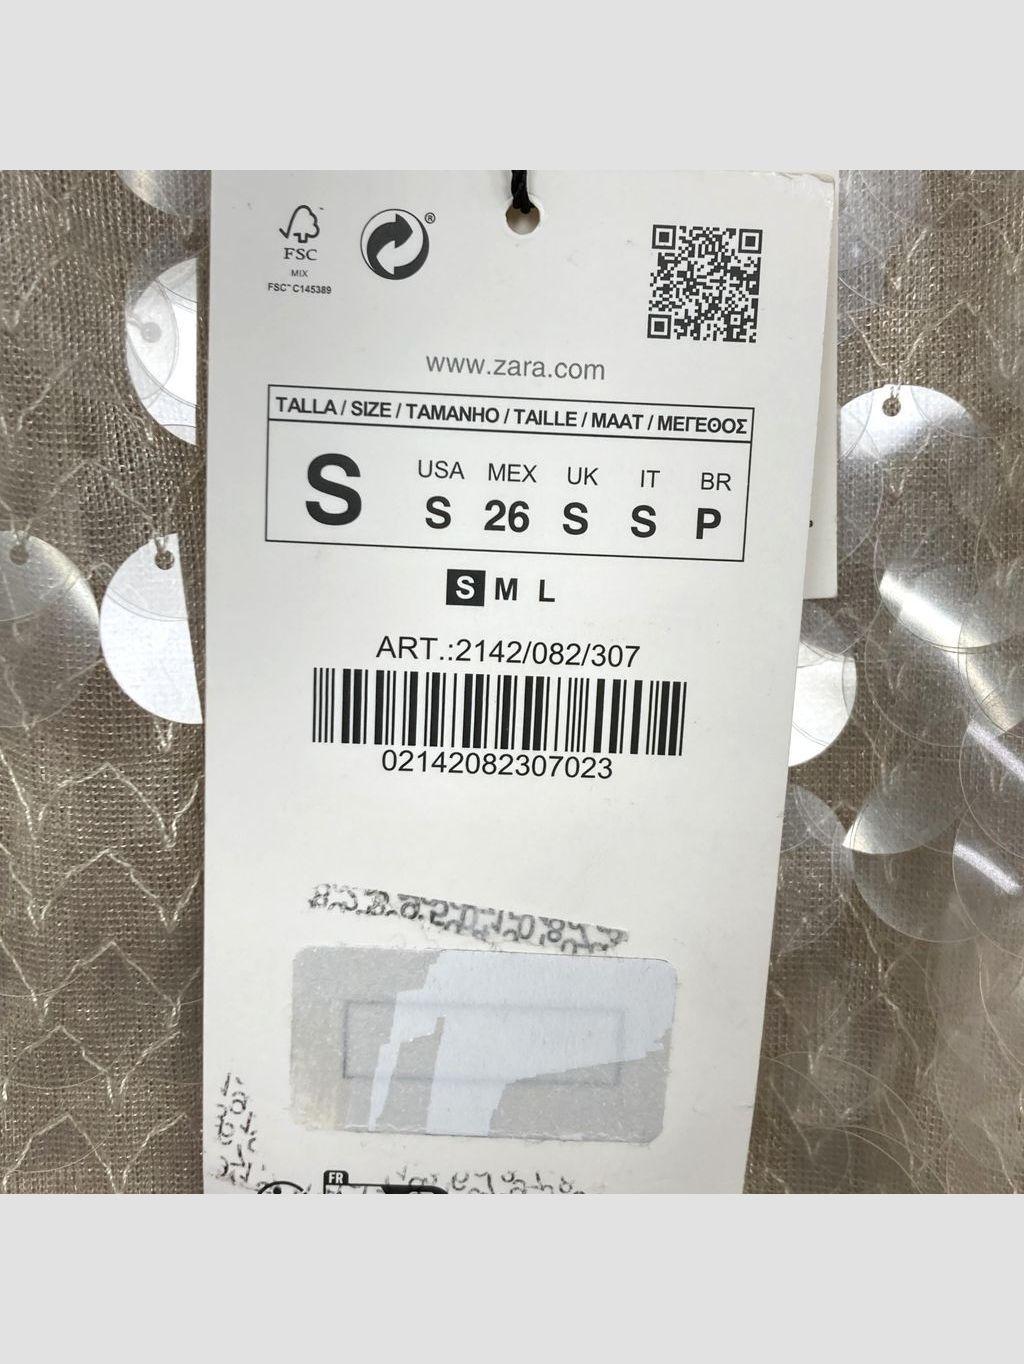 FSC
MIX
FSC™ C145389
®
www.zara.com
TALLA / SIZE / TAMANHO / TAILLE / MAAT / ΜΕΓΕΘΟΣ
S
USA MEX UK IT BR
S 26 S S P
S M L
ART.:2142/082/307
02142082307023
FR